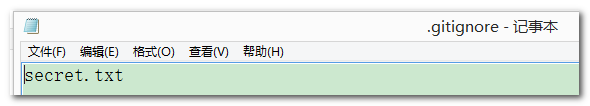 .gitignore - 记事本
文件(F) 编辑(E) 格式(O) 查看(V) 帮助(H)
secret.txt